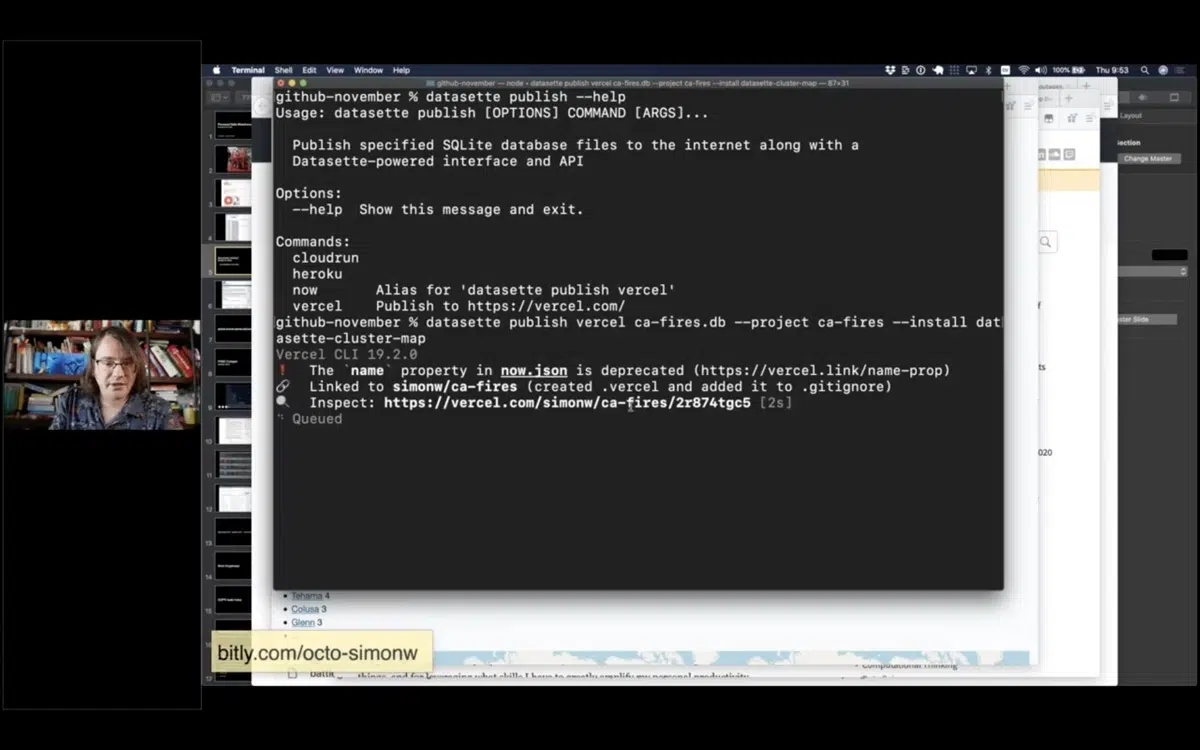 Terminal Shell Edit View Window Help 100% Thu 9:53
github-november — node • datasette publish vercel ca-fires.db --project ca-fires --install datasette-cluster-map — 87×31
github-november % datasette publish --help
Usage: datasette publish [OPTIONS] COMMAND [ARGS]...
Publish specified SQLite database files to the internet along with a
Datasette-powered interface and API
Options:
--help Show this message and exit.
Commands:
cloudrun
heroku
now Alias for 'datasette publish vercel'
vercel Publish to https://vercel.com/
github-november % datasette publish vercel ca-fires.db --project ca-fires --install dat
asette-cluster-map
Vercel CLI 19.2.0
The `name` property in now.json is deprecated (https://vercel.link/name-prop)
Linked to simonw/ca-fires (created .vercel and added it to .gitignore)
Inspect: https://vercel.com/simonw/ca-fires/2r874tgc5 [2s]
Queued
Layout
Change Master
2020
Tehama 4
Colusa 3
Glenn 3
bitly.com/octo-simonw